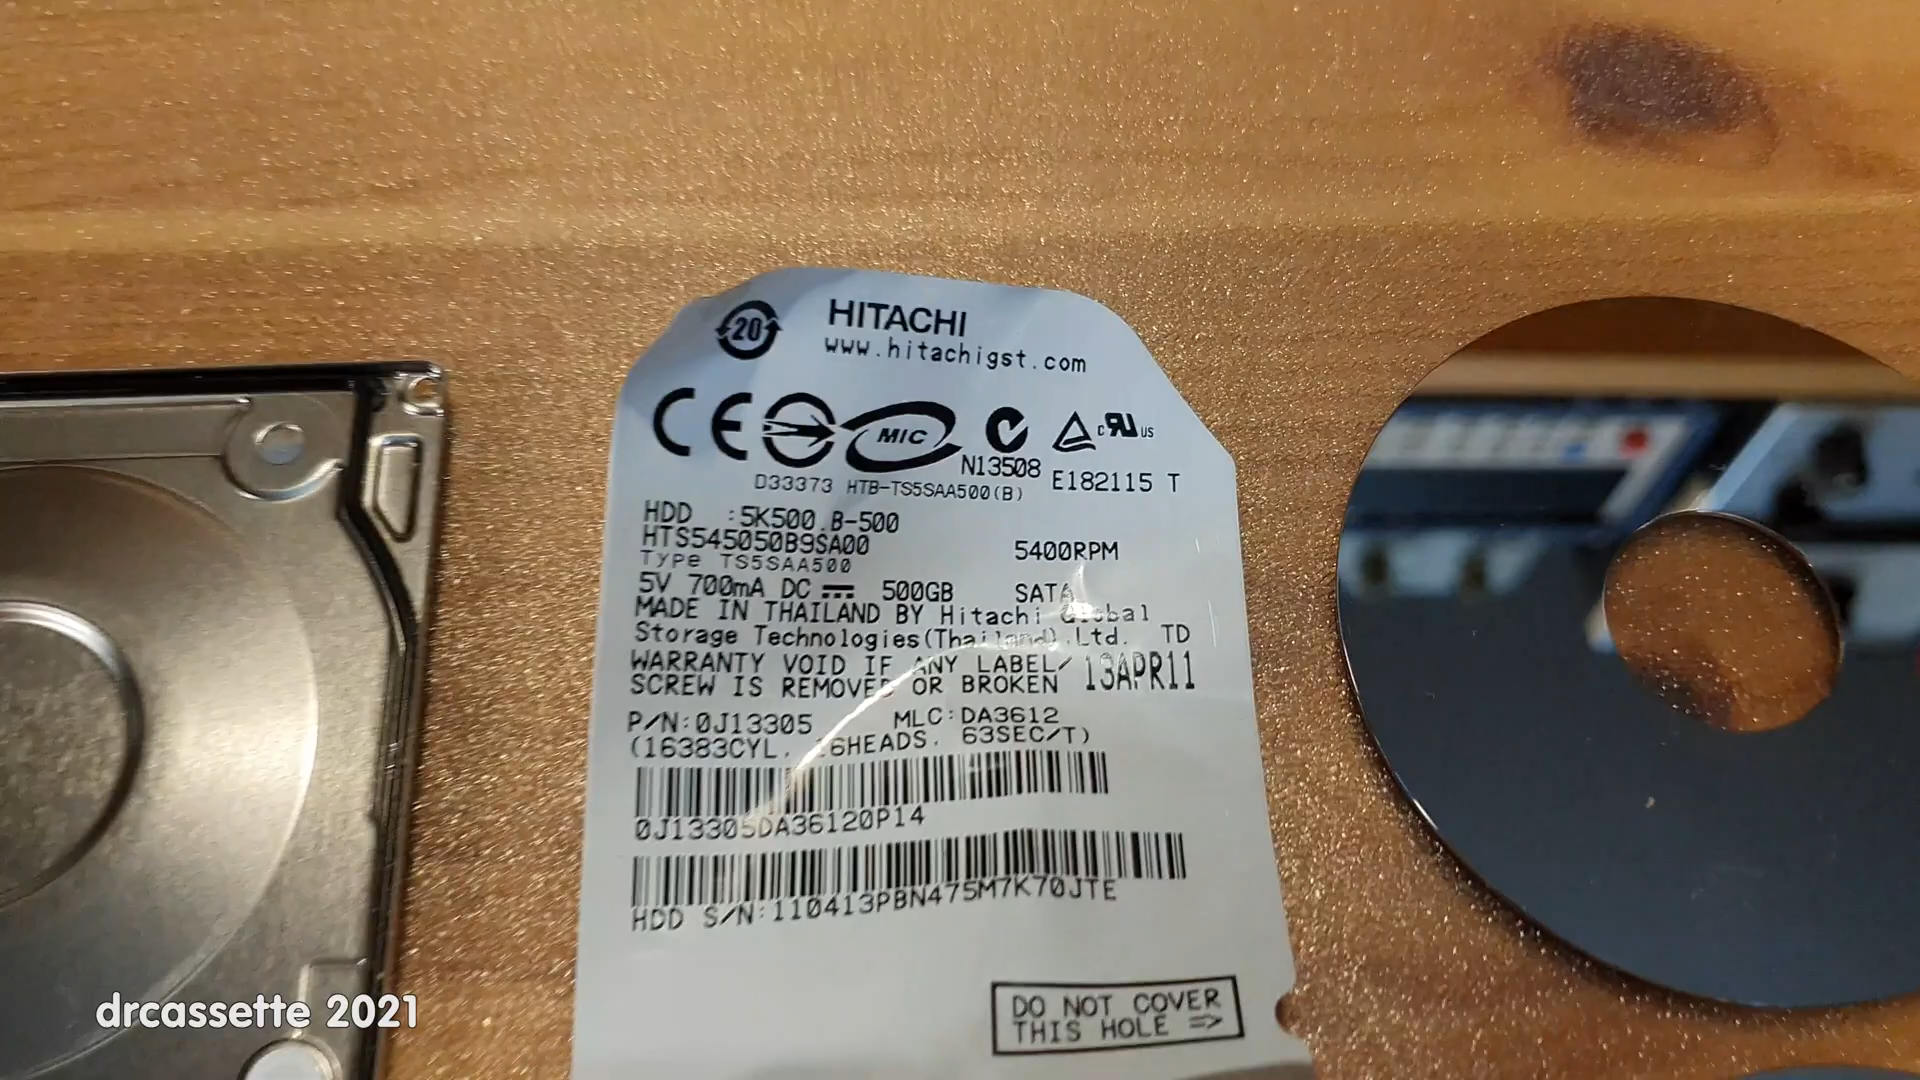 20
HITACHI
www.hitachigst.com
CE MIC cRUus
N13508 E182115 T
D33373 HTB-TS5SAA500(B)
HDD :5K500.B-500
HTS545050B9SA00 5400RPM
Type TS5SAA500
5V 700mA DC 500GB SATA
MADE IN THAILAND BY Hitachi Global
Storage Technologies(Thailand).Ltd. TD
WARRANTY VOID IF ANY LABEL/ 13APR11
SCREW IS REMOVED OR BROKEN
P/N:0J13305 MLC:DA3612
(16383CYL. 16HEADS. 63SEC/T)
0J13305DA36120P14
HDD S/N:110413PBN475M7K70JTE
DO NOT COVER
THIS HOLE =>
drcassette 2021